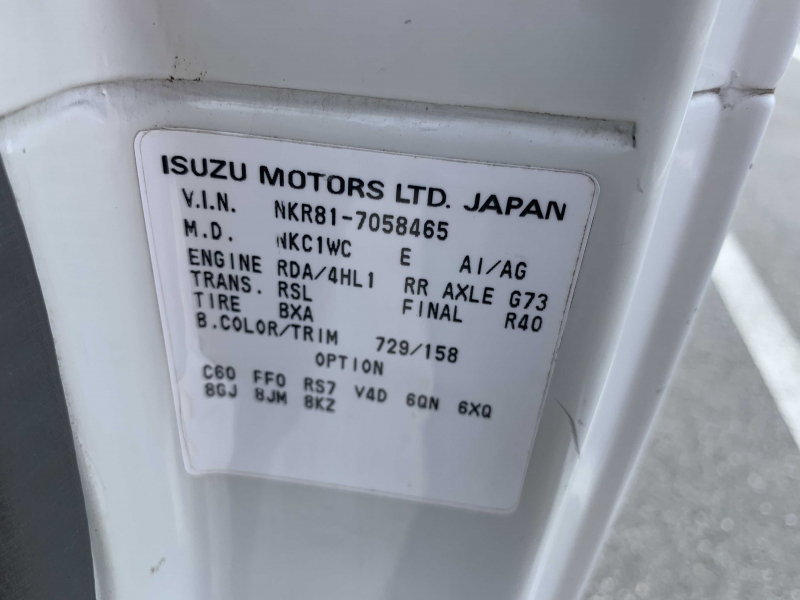 ISUZU MOTORS LTD. JAPAN
V.I.N. NKR81-7058465
M.D. NKC1WC E AI/AG
ENGINE RDA/4HL1 RR AXLE G73
TRANS. RSL FINAL R40
TIRE BXA
B.COLOR/TRIM 729/158
OPTION
C60 FF0 RS7 V4D 6QN 6XQ
8GJ 8JM 8KZ